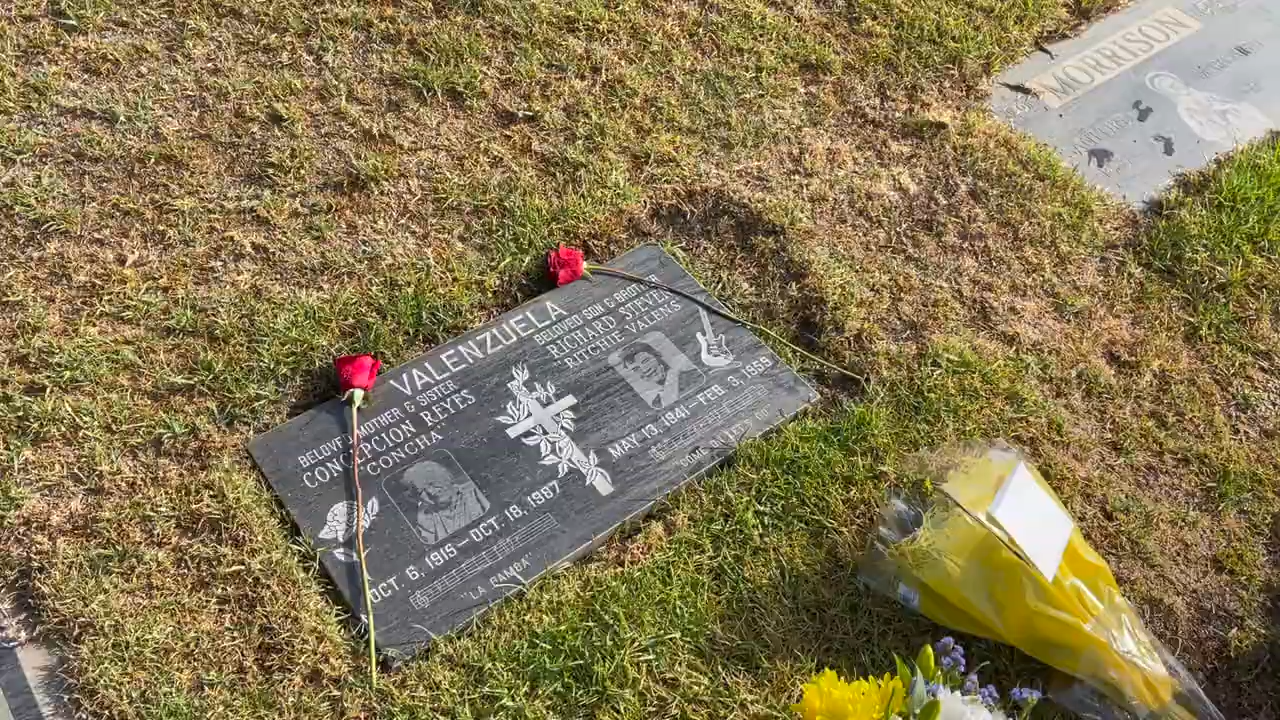 VALENZUELA
BELOVED MOTHER & SISTER
CONCEPCION REYES
"CONCHA"
OCT. 6, 1915—OCT. 18, 1987
"LA BAMBA"
BELOVED SON & BROTHER
RICHARD STEVEN
RITCHIE VALENS
MAY 13, 1941—FEB. 3, 1959
"COME ON LET'S GO"
MORRISON